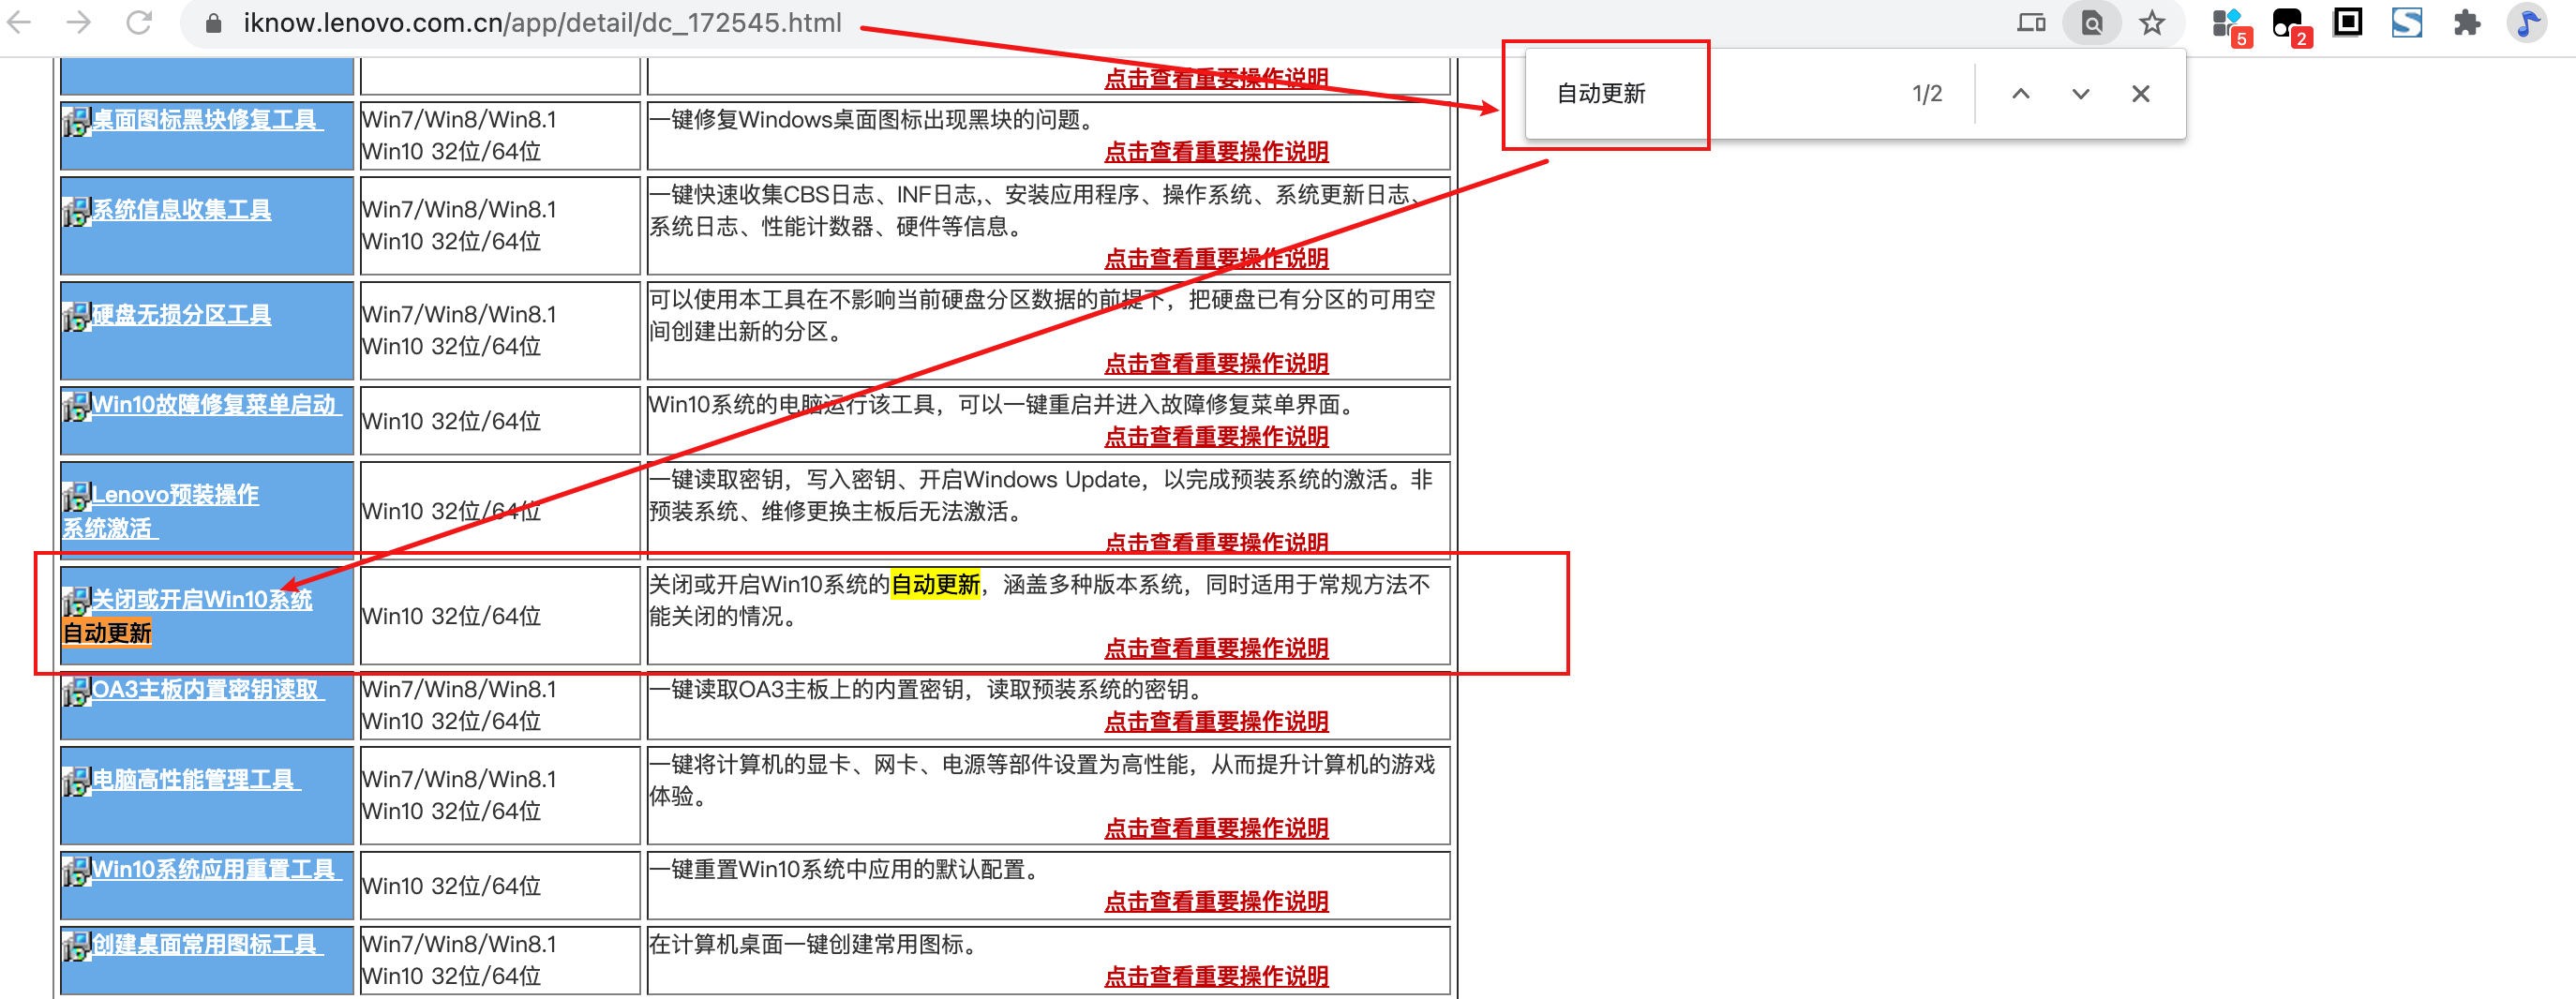 iknow.lenovo.com.cn/app/detail/dc_172545.html
5
2
自动更新
1/2
点击查看重要操作说明
桌面图标黑块修复工具
Win7/Win8/Win8.1
Win10 32位/64位
一键修复Windows桌面图标出现黑块的问题。
点击查看重要操作说明
系统信息收集工具
Win7/Win8/Win8.1
Win10 32位/64位
一键快速收集CBS日志、INF日志,、安装应用程序、操作系统、系统更新日志、
系统日志、性能计数器、硬件等信息。
点击查看重要操作说明
硬盘无损分区工具
Win7/Win8/Win8.1
Win10 32位/64位
可以使用本工具在不影响当前硬盘分区数据的前提下，把硬盘已有分区的可用空
间创建出新的分区。
点击查看重要操作说明
Win10故障修复菜单启动
Win10 32位/64位
Win10系统的电脑运行该工具，可以一键重启并进入故障修复菜单界面。
点击查看重要操作说明
Lenovo预装操作
系统激活
Win10 32位/64位
一键读取密钥，写入密钥、开启Windows Update，以完成预装系统的激活。非
预装系统、维修更换主板后无法激活。
点击查看重要操作说明
关闭或开启Win10系统
自动更新
Win10 32位/64位
关闭或开启Win10系统的自动更新，涵盖多种版本系统，同时适用于常规方法不
能关闭的情况。
点击查看重要操作说明
OA3主板内置密钥读取
Win7/Win8/Win8.1
Win10 32位/64位
一键读取OA3主板上的内置密钥，读取预装系统的密钥。
点击查看重要操作说明
电脑高性能管理工具
Win7/Win8/Win8.1
Win10 32位/64位
一键将计算机的显卡、网卡、电源等部件设置为高性能，从而提升计算机的游戏
体验。
点击查看重要操作说明
Win10系统应用重置工具
Win10 32位/64位
一键重置Win10系统中应用的默认配置。
点击查看重要操作说明
创建桌面常用图标工具
Win7/Win8/Win8.1
Win10 32位/64位
在计算机桌面一键创建常用图标。
点击查看重要操作说明